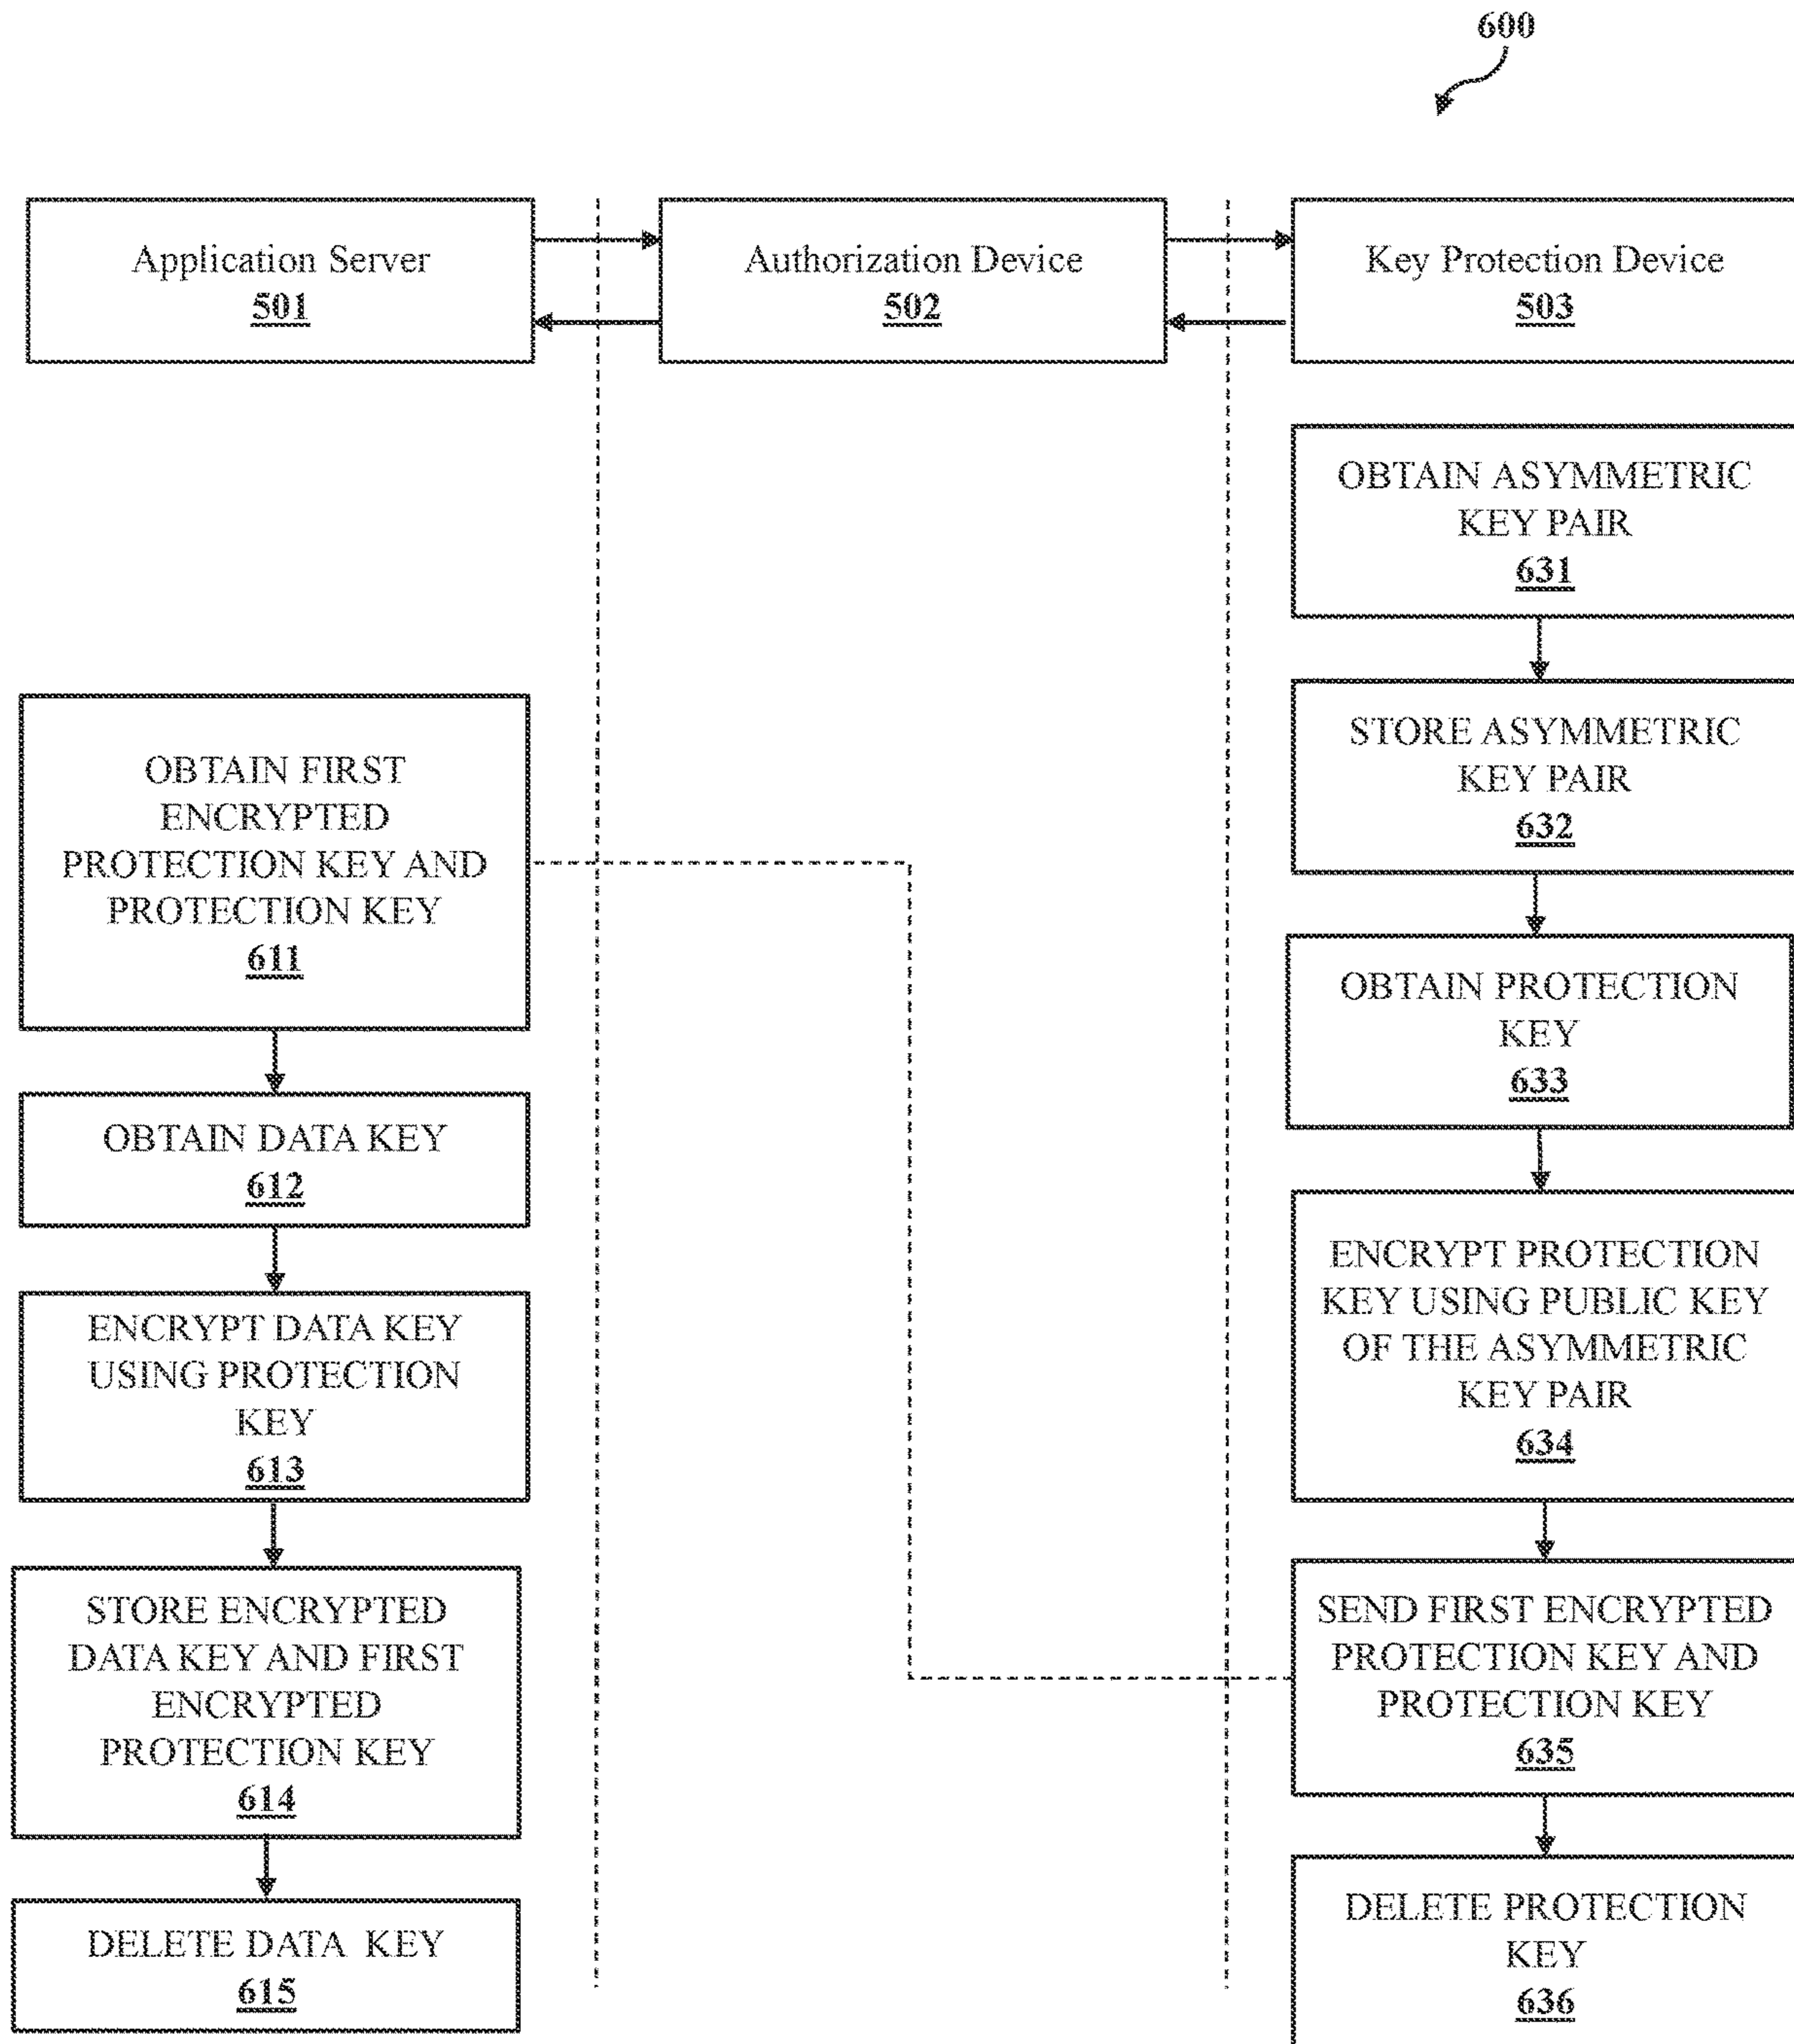 600
Application Server
501
Authorization Device
502
Key Protection Device
503
OBTAIN ASYMMETRIC
KEY PAIR
631
STORE ASYMMETRIC
KEY PAIR
632
OBTAIN FIRST
ENCRYPTED
PROTECTION KEY AND
PROTECTION KEY
611
OBTAIN PROTECTION
KEY
633
OBTAIN DATA KEY
612
ENCRYPT PROTECTION
KEY USING PUBLIC KEY
OF THE ASYMMETRIC
KEY PAIR
634
ENCRYPT DATA KEY
USING PROTECTION
KEY
613
STORE ENCRYPTED
DATA KEY AND FIRST
ENCRYPTED
PROTECTION KEY
614
SEND FIRST ENCRYPTED
PROTECTION KEY AND
PROTECTION KEY
635
DELETE DATA KEY
615
DELETE PROTECTION
KEY
636